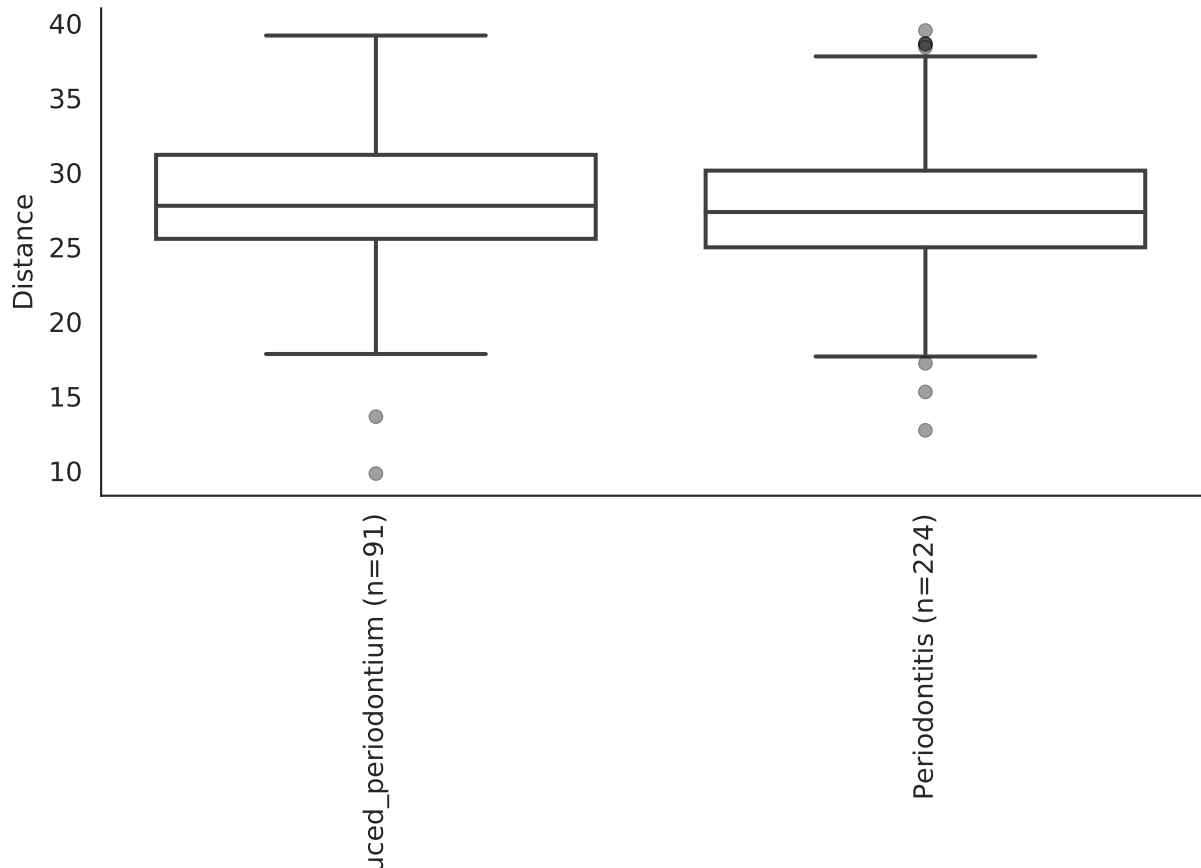 40
35
30
25
20
15
10
Distance
uced_periodontium (n=91)
Periodontitis (n=224)